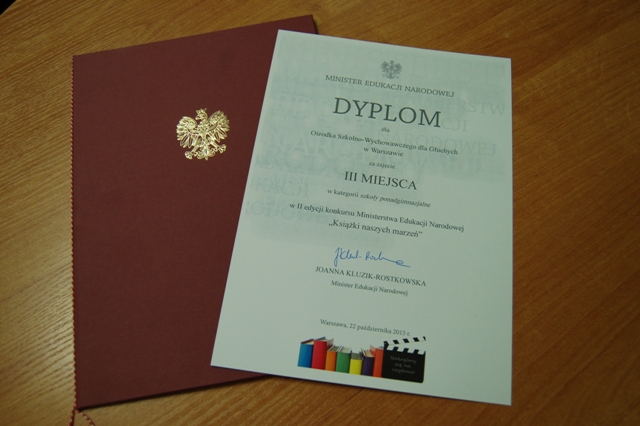 MINISTER EDUKACJI NARODOWEJ
DYPLOM
dla
Ośrodka Szkolno-Wychowawczego dla Głuchych
w Warszawie
za zajęcie
III MIEJSCA
w kategorii szkoły ponadgimnazjalne
w II edycji konkursu Ministerstwa Edukacji Narodowej
„Książki naszych marzeń”
JOANNA KLUZIK-ROSTKOWSKA
Minister Edukacji Narodowej
Warszawa, 22 października 2015 r.